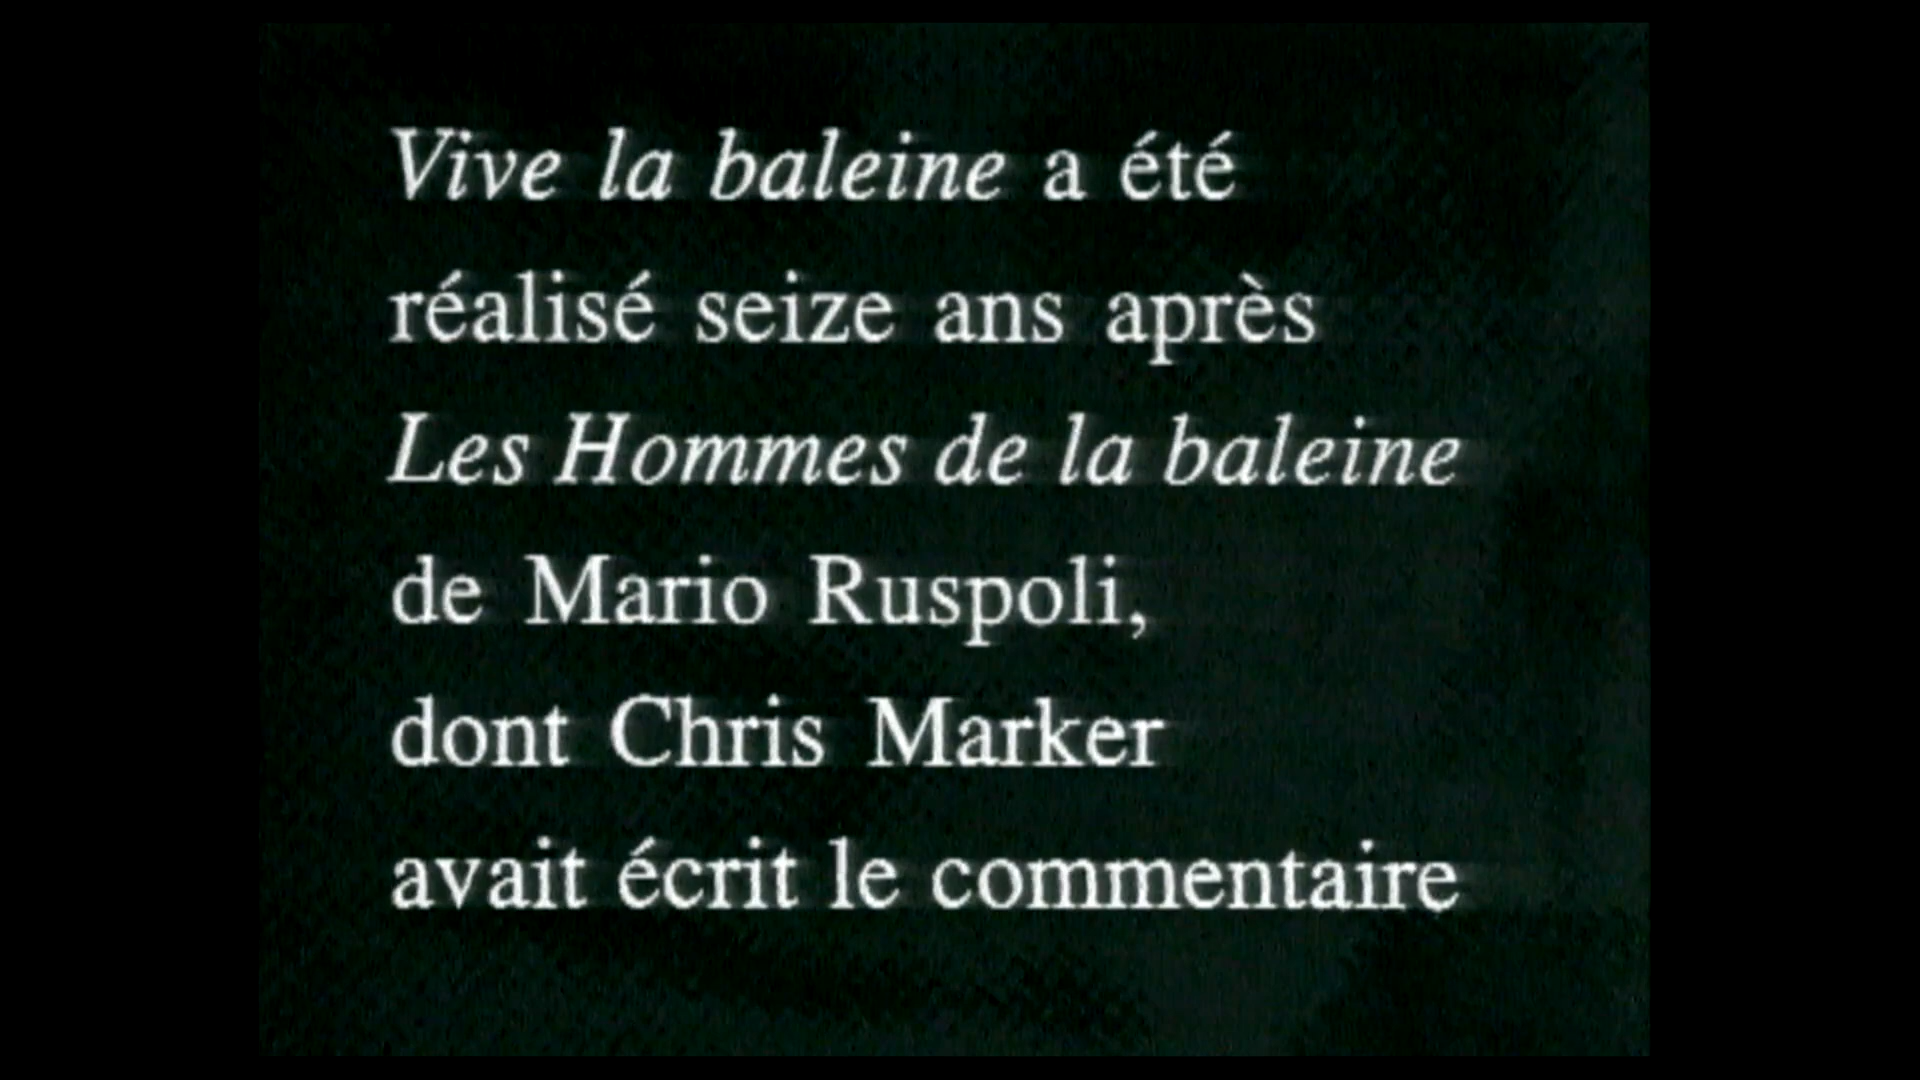 Vive la baleine a été
réalisé seize ans après
Les Hommes de la baleine
de Mario Ruspoli,
dont Chris Marker
avait écrit le commentaire